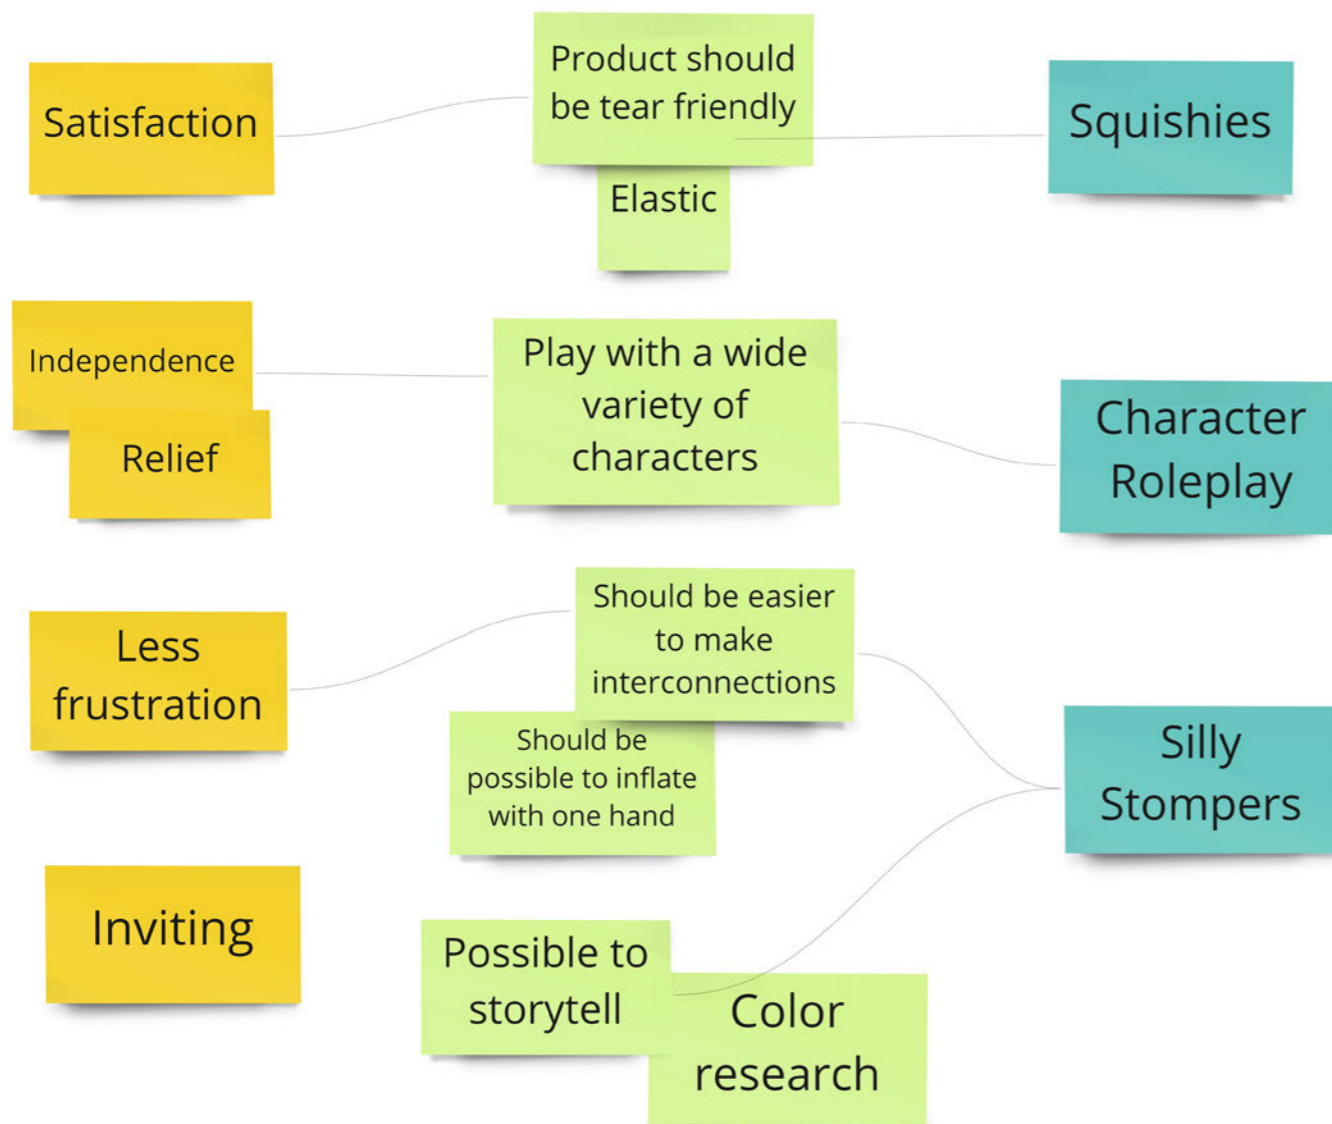 Satisfaction
Product should
be tear friendly
Elastic
Squishies
Independence
Relief
Play with a wide
variety of
characters
Character
Roleplay
Less
frustration
Should be easier
to make
interconnections
Should be
possible to inflate
with one hand
Silly
Stompers
Inviting
Possible to
storytell
Color
research